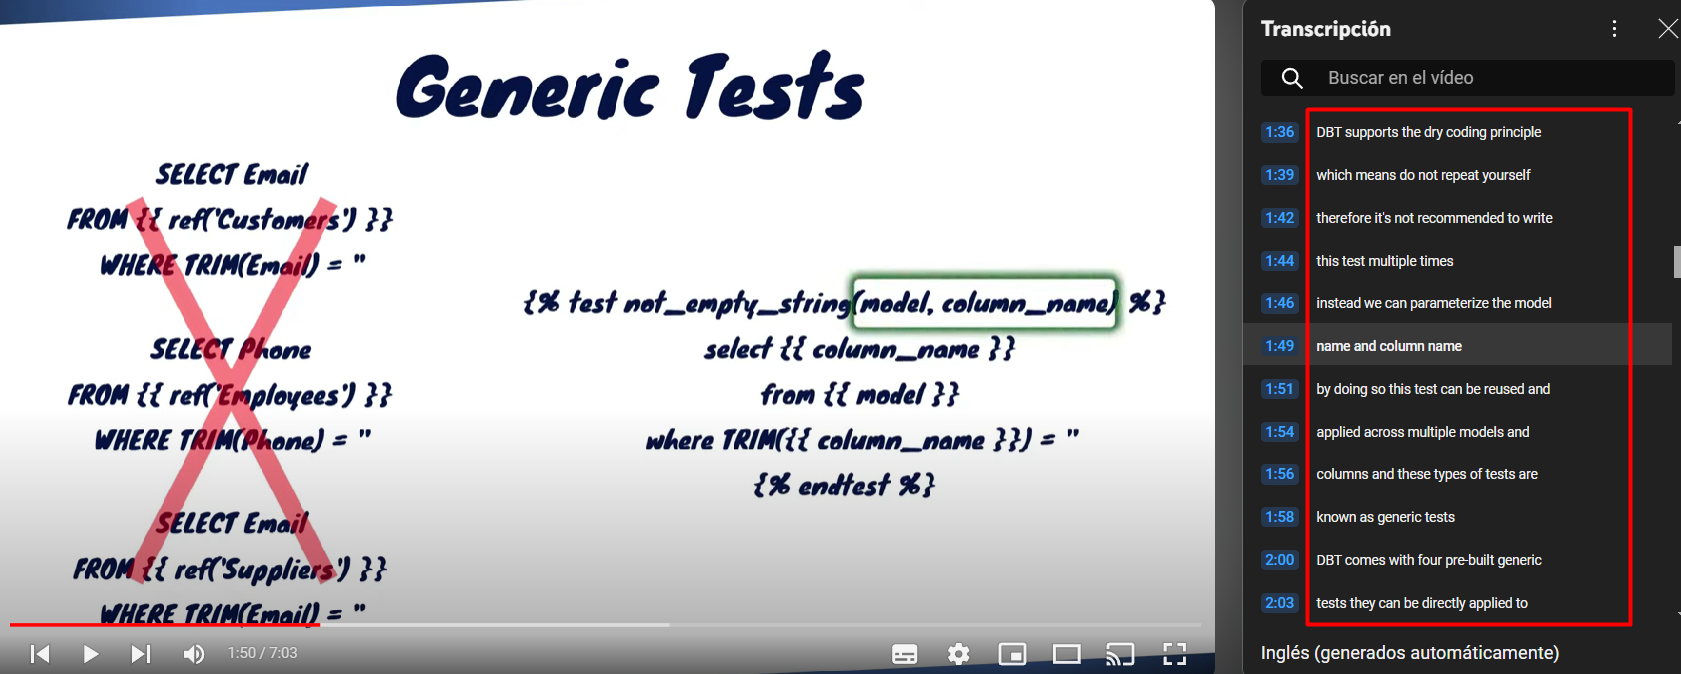 Generic Tests
SELECT Email
FROM {{ ref('Customers') }}
WHERE TRIM(Email) = ''
SELECT Phone
FROM {{ ref('Employees') }}
WHERE TRIM(Phone) = ''
SELECT Email
FROM {{ ref('Suppliers') }}
WHERE TRIM(Email) = ''
{% test not_empty_string(model, column_name) %}
select {{ column_name }}
from {{ model }}
where TRIM({{ column_name }}) = ''
{% endtest %}
1:50 / 7:03
Transcripción
Buscar en el vídeo
1:36 DBT supports the dry coding principle
1:39 which means do not repeat yourself
1:42 therefore it's not recommended to write
1:44 this test multiple times
1:46 instead we can parameterize the model
1:49 name and column name
1:51 by doing so this test can be reused and
1:54 applied across multiple models and
1:56 columns and these types of tests are
1:58 known as generic tests
2:00 DBT comes with four pre-built generic
2:03 tests they can be directly applied to
Inglés (generados automáticamente)